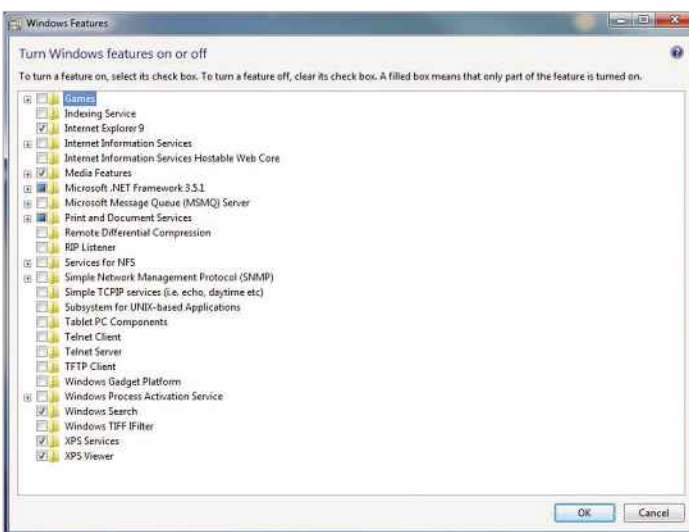 Windows Features
Turn Windows features on or off
To turn a feature on, select its check box. To turn a feature off, clear its check box. A filled box means that only part of the feature is turned on.
Games
Indexing Service
Internet Explorer 9
Internet Information Services
Internet Information Services Hostable Web Core
Media Features
Microsoft .NET Framework 3.5.1
Microsoft Message Queue (MSMQ) Server
Print and Document Services
Remote Differential Compression
RIP Listener
Services for NFS
Simple Network Management Protocol (SNMP)
Simple TCPIP services (i.e. echo, daytime etc)
Subsystem for UNIX-based Applications
Tablet PC Components
Telnet Client
Telnet Server
TFTP Client
Windows Gadget Platform
Windows Process Activation Service
Windows Search
Windows TIFF IFilter
XPS Services
XPS Viewer
OK Cancel